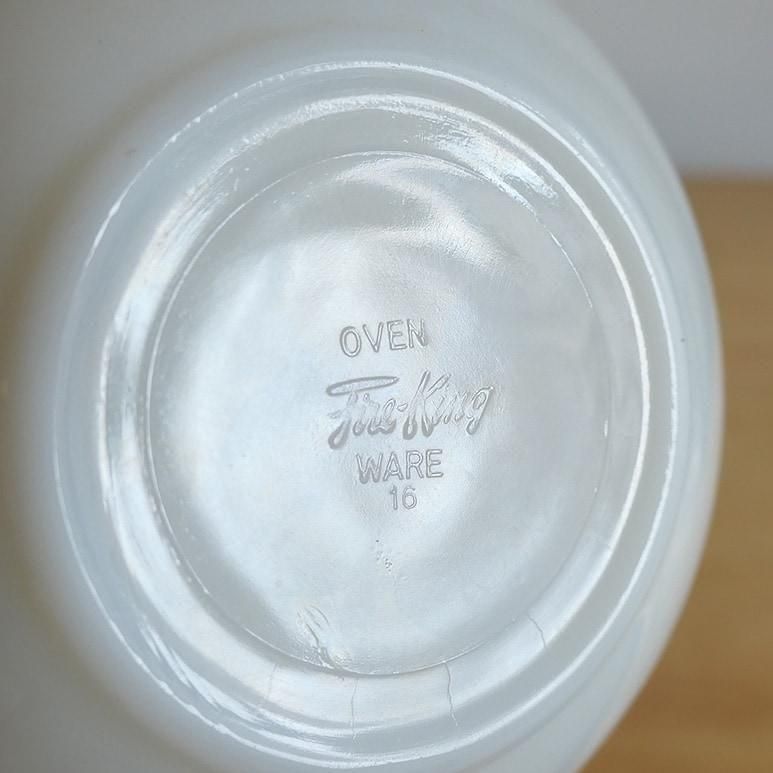 OVEN
Fire-King
WARE
16